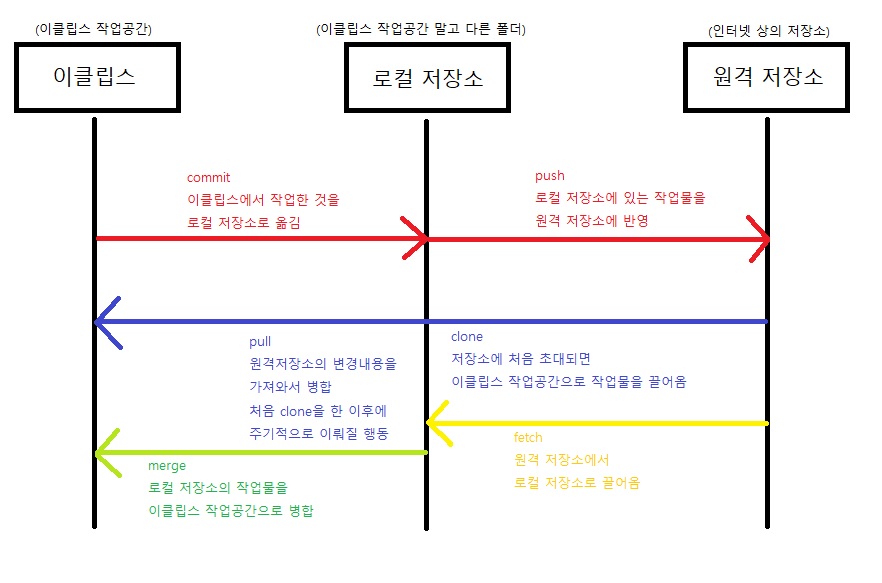 (이클립스 작업공간)
(이클립스 작업공간 말고 다른 폴더)
(인터넷 상의 저장소)
이클립스
로컬 저장소
원격 저장소
commit
이클립스에서 작업한 것을
로컬 저장소로 옮김
push
로컬 저장소에 있는 작업물을
원격 저장소에 반영
pull
원격저장소의 변경내용을
가져와서 병합
처음 clone을 한 이후에
주기적으로 이뤄질 행동
clone
저장소에 처음 초대되면
이클립스 작업공간으로 작업물을 끌어옴
fetch
원격 저장소에서
로컬 저장소로 끌어옴
merge
로컬 저장소의 작업물을
이클립스 작업공간으로 병합